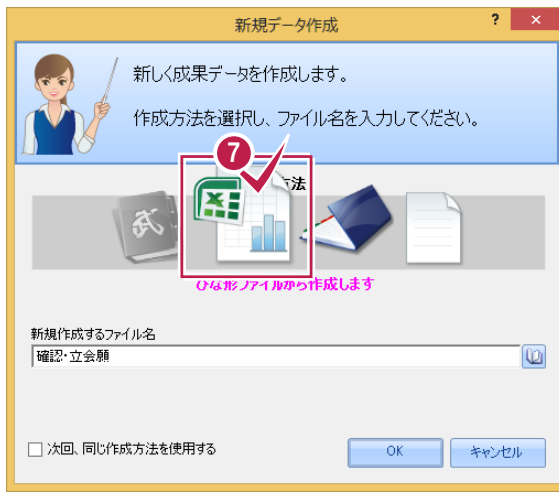 新規データ作成
?
×
新しく成果データを作成します。
作成方法を選択し、ファイル名を入力してください。
7
方法
武
ひな形ファイルから作成します
新規作成するファイル名
確認・立会願
次回、同じ作成方法を使用する
OK
キャンセル